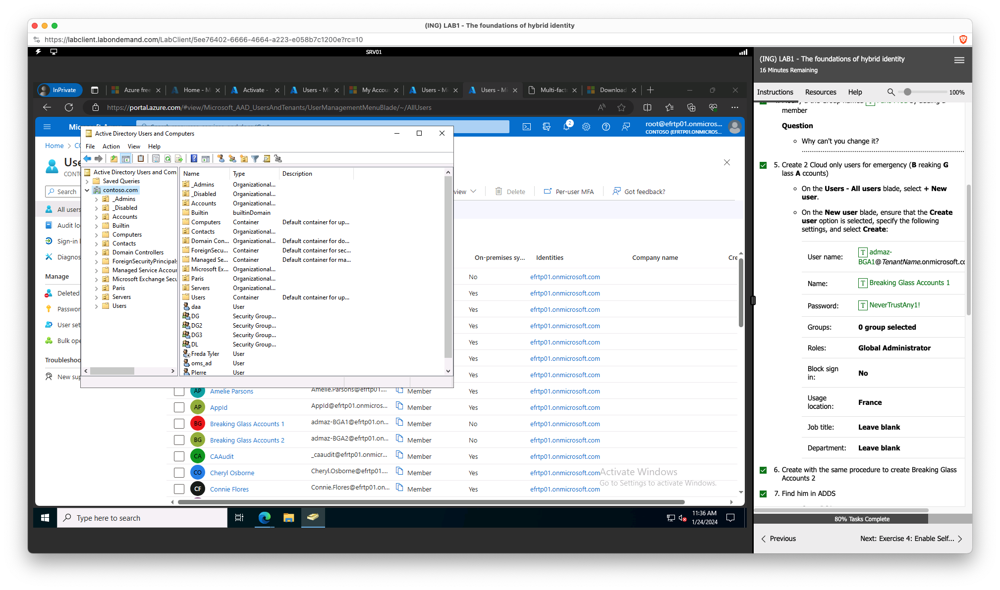 (ING) LAB1 - The foundations of hybrid identity
https://labclient.labondemand.com/LabClient/5ee76402-6666-4664-a223-e058b7c1200e?rc=10
SRV01
InPrivate
Azure free
Home - M
Activate -
Users - Mi
My Accou
Users - Mi
Users - Mi
Multi-fact
Download
https://portal.azure.com/#view/Microsoft_AAD_UsersAndTenants/UserManagementMenuBlade/~/AllUsers
2
root@efrtp01.onmicros...
CONTOSO (EFRTP01.ONMICROS...
Home > CO
Use
CONTO
Search
All users
Audit lo
Sign-in l
Diagnos
Manage
Deleted
Passwor
User set
Bulk ope
Troubleshoo
New sup
Active Directory Users and Computers
File Action View Help
Active Directory Users and Com
Saved Queries
contoso.com
_Admins
_Disabled
Accounts
Builtin
Computers
Contacts
Domain Controllers
ForeignSecurityPrincipals
Managed Service Accour
Microsoft Exchange Secu
Paris
Servers
Users
Name Type Description
_Admins Organizational...
_Disabled Organizational...
Accounts Organizational...
Builtin builtinDomain
Computers Container Default container for up...
Contacts Organizational...
Domain Con... Organizational... Default container for do...
ForeignSecu... Container Default container for sec...
Managed Se... Container Default container for ma...
Microsoft Ex... Organizational...
Paris Organizational...
Servers Organizational...
Users Container Default container for up...
daa User
DG Security Group...
DG2 Security Group...
DG3 Security Group...
DL Security Group...
Freda Tyler User
oms_ad User
PIerre User
view Delete Per-user MFA Got feedback?
On-premises sy... Identities Company name Cre
No efrtp01.onmicrosoft.com
Yes efrtp01.onmicrosoft.com
Yes efrtp01.onmicrosoft.com
Yes efrtp01.onmicrosoft.com
Yes efrtp01.onmicrosoft.com
Yes efrtp01.onmicrosoft.com
Yes efrtp01.onmicrosoft.com
AP Amelie Parsons Amelie.Parsons@efrtp01.... Member Yes efrtp01.onmicrosoft.com
AP AppId AppId@efrtp01.onmicros... Member Yes efrtp01.onmicrosoft.com
BG Breaking Glass Accounts 1 admaz-BGA1@efrtp01.on... Member No efrtp01.onmicrosoft.com
BG Breaking Glass Accounts 2 admaz-BGA2@efrtp01.on... Member No efrtp01.onmicrosoft.com
CA CAAudit _caaudit@efrtp01.onmicr... Member Yes efrtp01.onmicrosoft.com
CO Cheryl Osborne Cheryl.Osborne@efrtp01.... Member Yes efrtp01.onmicrosoft.com
CF Connie Flores Connie.Flores@efrtp01.on... Member Yes efrtp01.onmicrosoft.com
Activate Windows
Go to Settings to activate Windows.
Type here to search
11:36 AM
1/24/2024
(ING) LAB1 - The foundations of hybrid identity
16 Minutes Remaining
Instructions Resources Help 100%
member
Question
Why can't you change it?
5. Create 2 Cloud only users for emergency (B reaking G
lass A ccounts)
On the Users - All users blade, select + New
user.
On the New user blade, ensure that the Create
user option is selected, specify the following
settings, and select Create:
User name: T admaz-
BGA1@TenantName.onmicrosoft.co
Name: T Breaking Glass Accounts 1
Password: T NeverTrustAny1!
Groups: 0 group selected
Roles: Global Administrator
Block sign
in: No
Usage
location: France
Job title: Leave blank
Department: Leave blank
6. Create with the same procedure to create Breaking Glass
Accounts 2
7. Find him in ADDS
80% Tasks Complete
Previous
Next: Exercise 4: Enable Self...